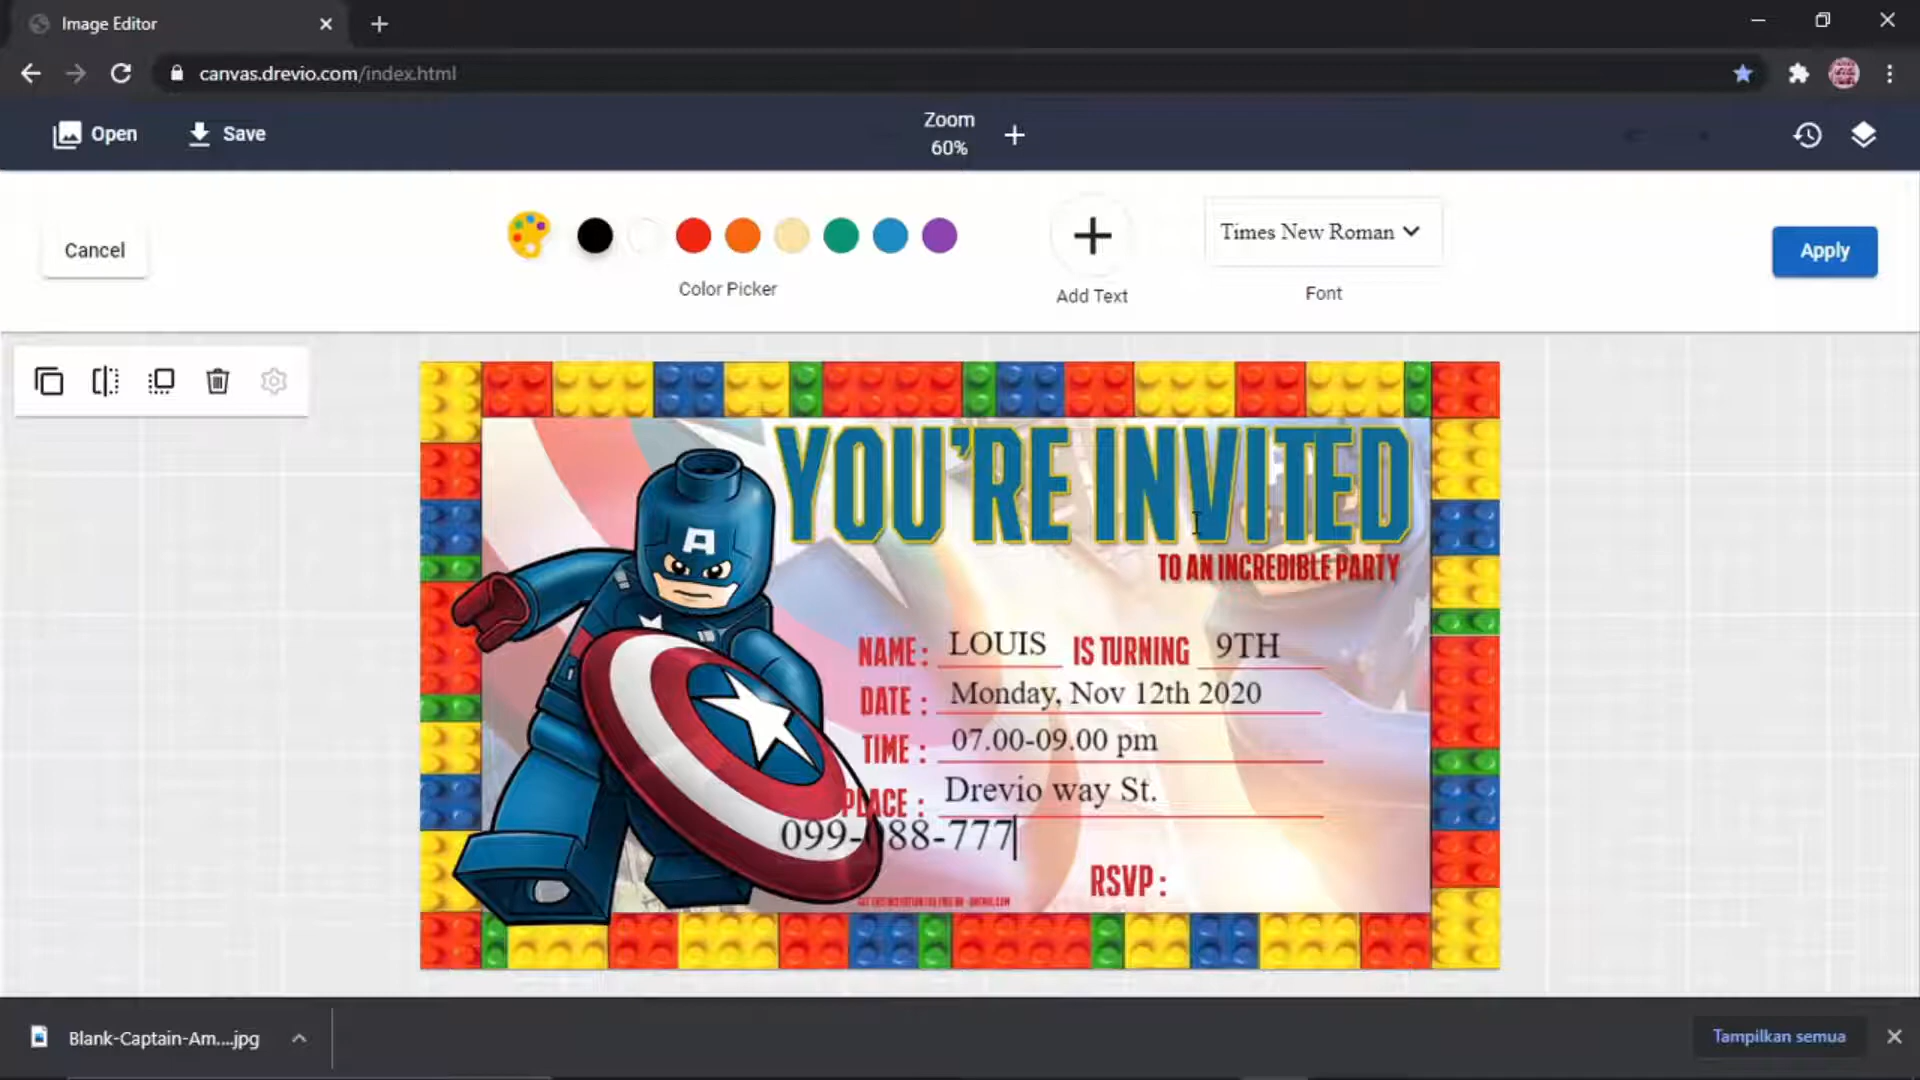 Image Editor
canvas.drevio.com/index.html
Open
Save
Zoom
60%
Cancel
Color Picker
Add Text
Times New Roman
Font
Apply
A
YOU'RE INVITED
TO AN INCREDIBLE PARTY
NAME : LOUIS IS TURNING 9TH
DATE : Monday, Nov 12th 2020
TIME : 07.00-09.00 pm
PLACE : Drevio way St.
099-088-777
RSVP :
Blank-Captain-Am....jpg
Tampilkan semua